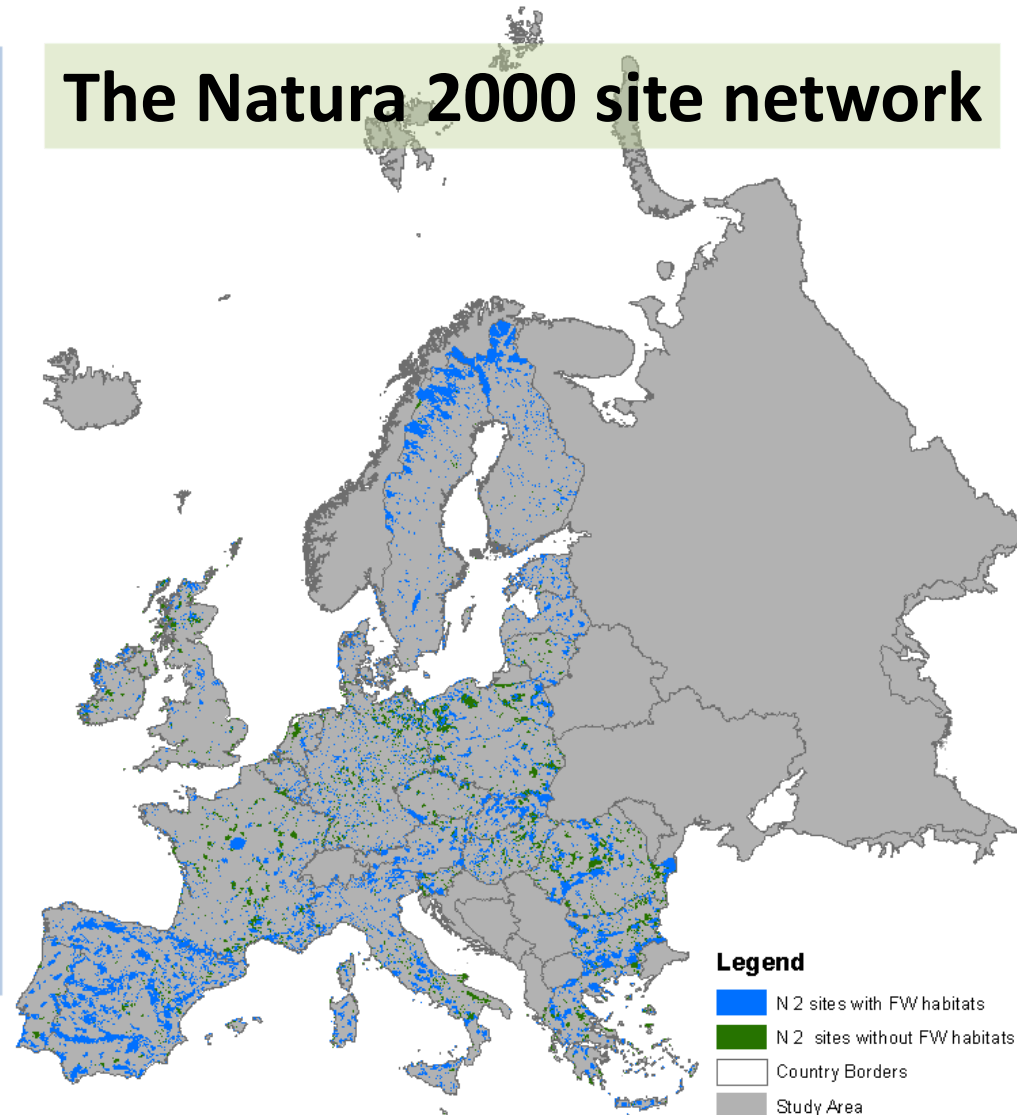 The Natura 2000 site network
Legend
N 2 sites with FW habitats
N 2 sites without FW habitats
Country Borders
Study Area